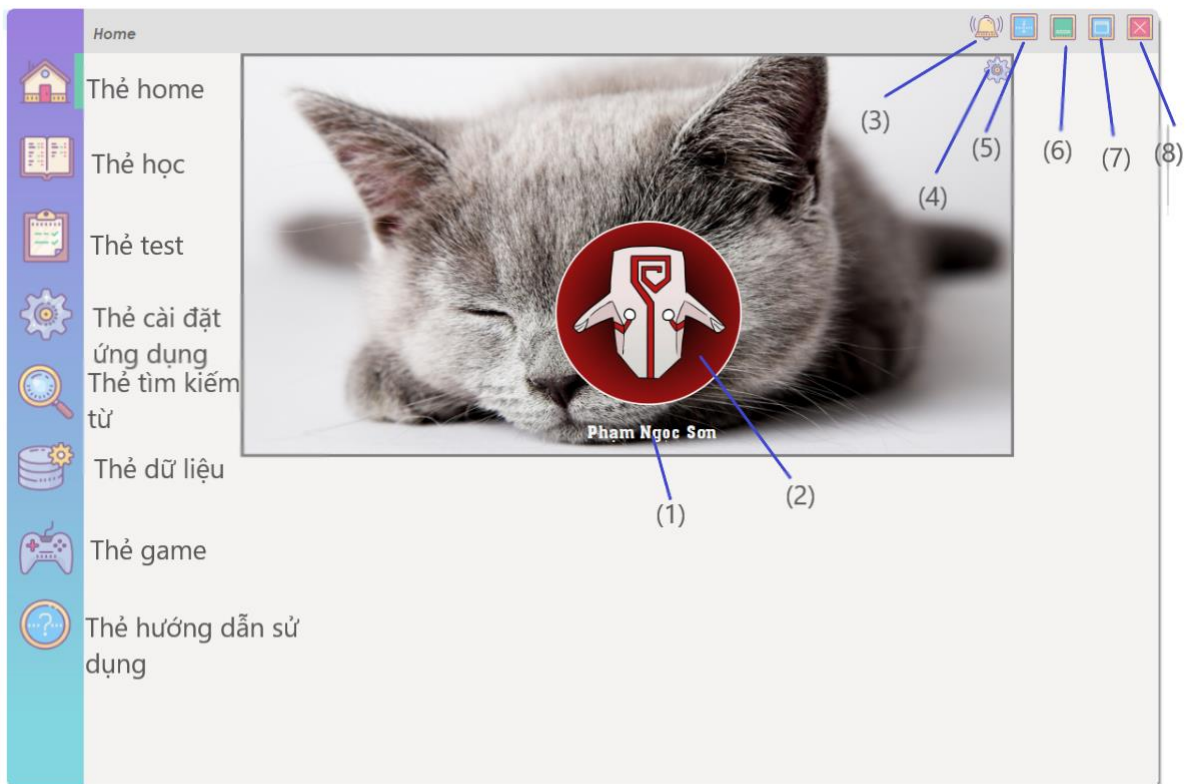 Home
Thẻ home
Thẻ học
Thẻ test
Thẻ cài đặt
ứng dụng
Thẻ tìm kiếm
từ
Thẻ dữ liệu
Thẻ game
Thẻ hướng dẫn sử
dụng
Phạm Ngọc Sơn
(1)
(2)
(3)
(4)
(5)
(6)
(7)
(8)